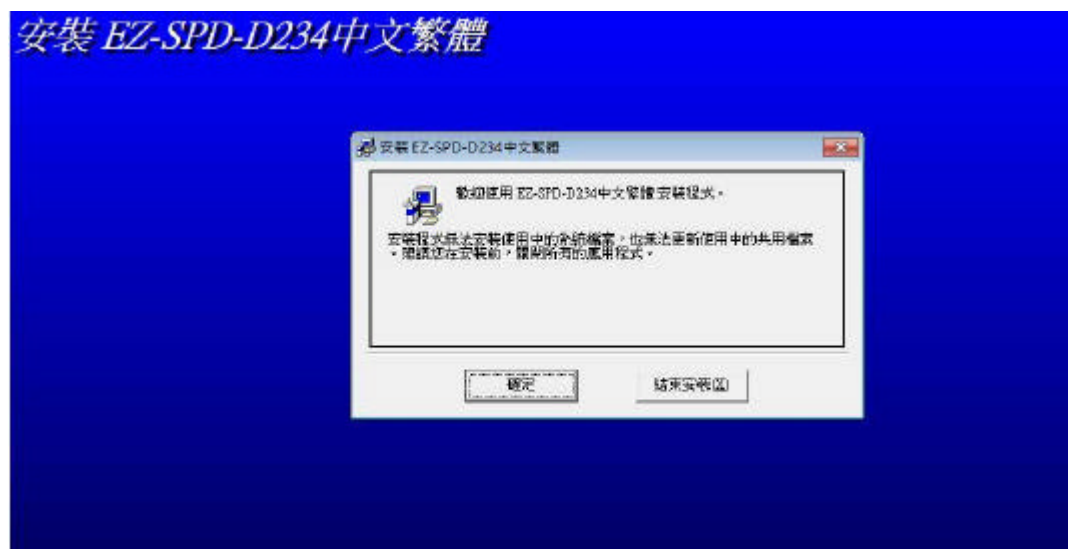 安裝 EZ-SPD-D234中文繁體
安裝 EZ-SPD-D234中文繁體
歡迎使用 EZ-SPD-D234中文繁體 安裝程式。
安裝程式無法安裝使用中的系統檔案，也無法更新使用中的共用檔案
。懇請您在安裝前，關閉所有的應用程式。
確定
結束安裝(X)